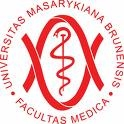 UNIVERSITAS MASARYKIANA BRUNENSIS
· FACULTAS MEDICA ·